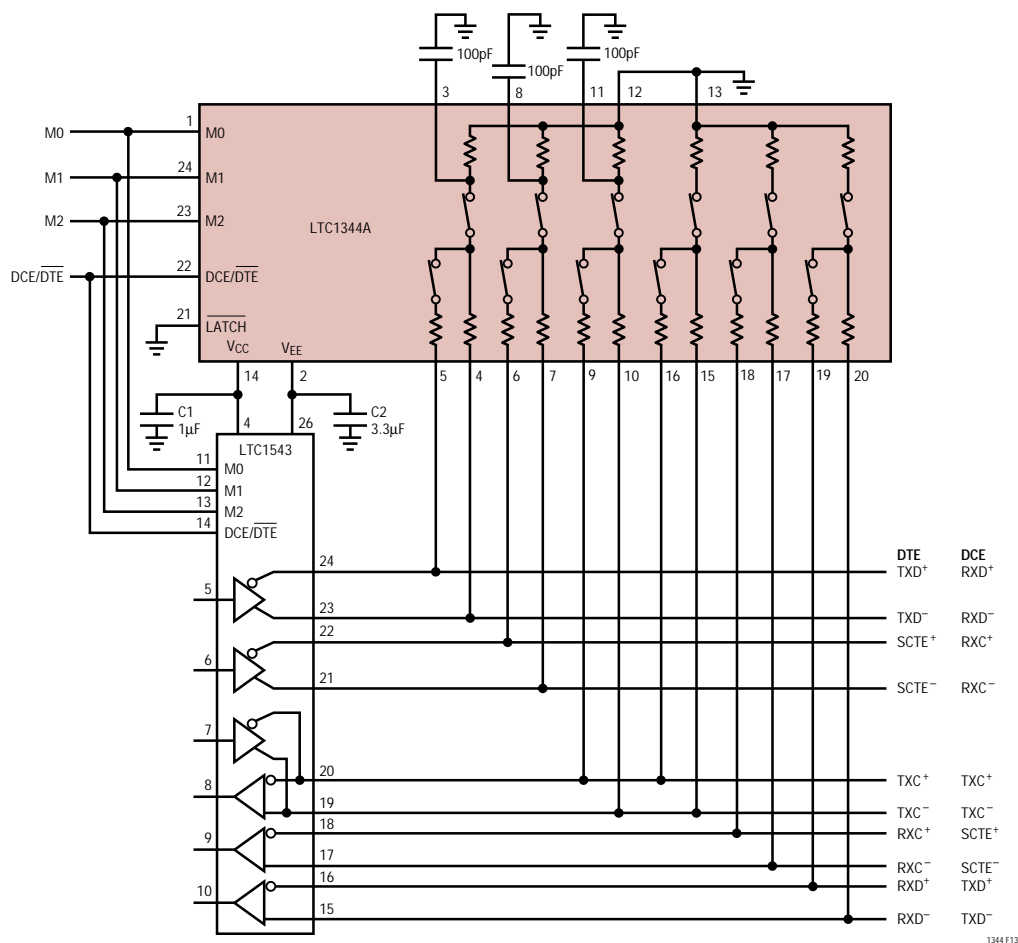 100pF
100pF
100pF
3
8
11
12
13
M0
1
M0
M1
24
M1
M2
23
M2
LTC1344A
DCE/DTE
22
DCE/DTE
21
LATCH
VCC
VEE
14
2
5
4
6
7
9
10
16
15
18
17
19
20
C1
1µF
C2
3.3µF
4
26
LTC1543
11
M0
12
M1
13
M2
14
DCE/DTE
DTE
DCE
24
TXD+
RXD+
5
23
TXD−
RXD−
22
SCTE+
RXC+
6
21
SCTE−
RXC−
7
20
TXC+
TXC+
8
19
TXC−
TXC−
18
RXC+
SCTE+
9
17
RXC−
SCTE−
16
RXD+
TXD+
10
15
RXD−
TXD−
1344 F13